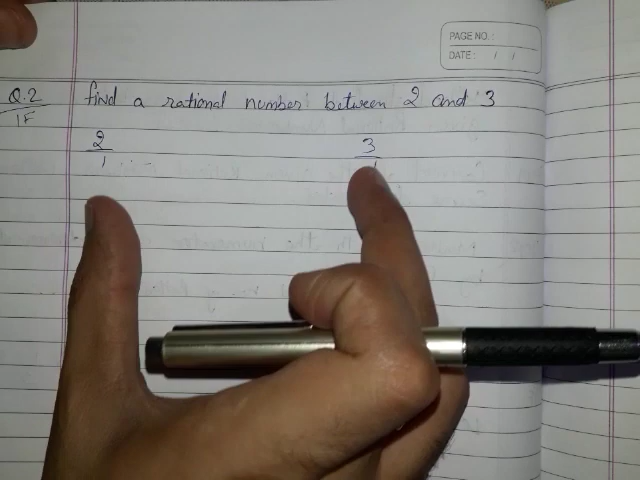 PAGE NO.:
DATE: / /
Q.2 find a rational number between 2 and 3
1F
2 3
1 1